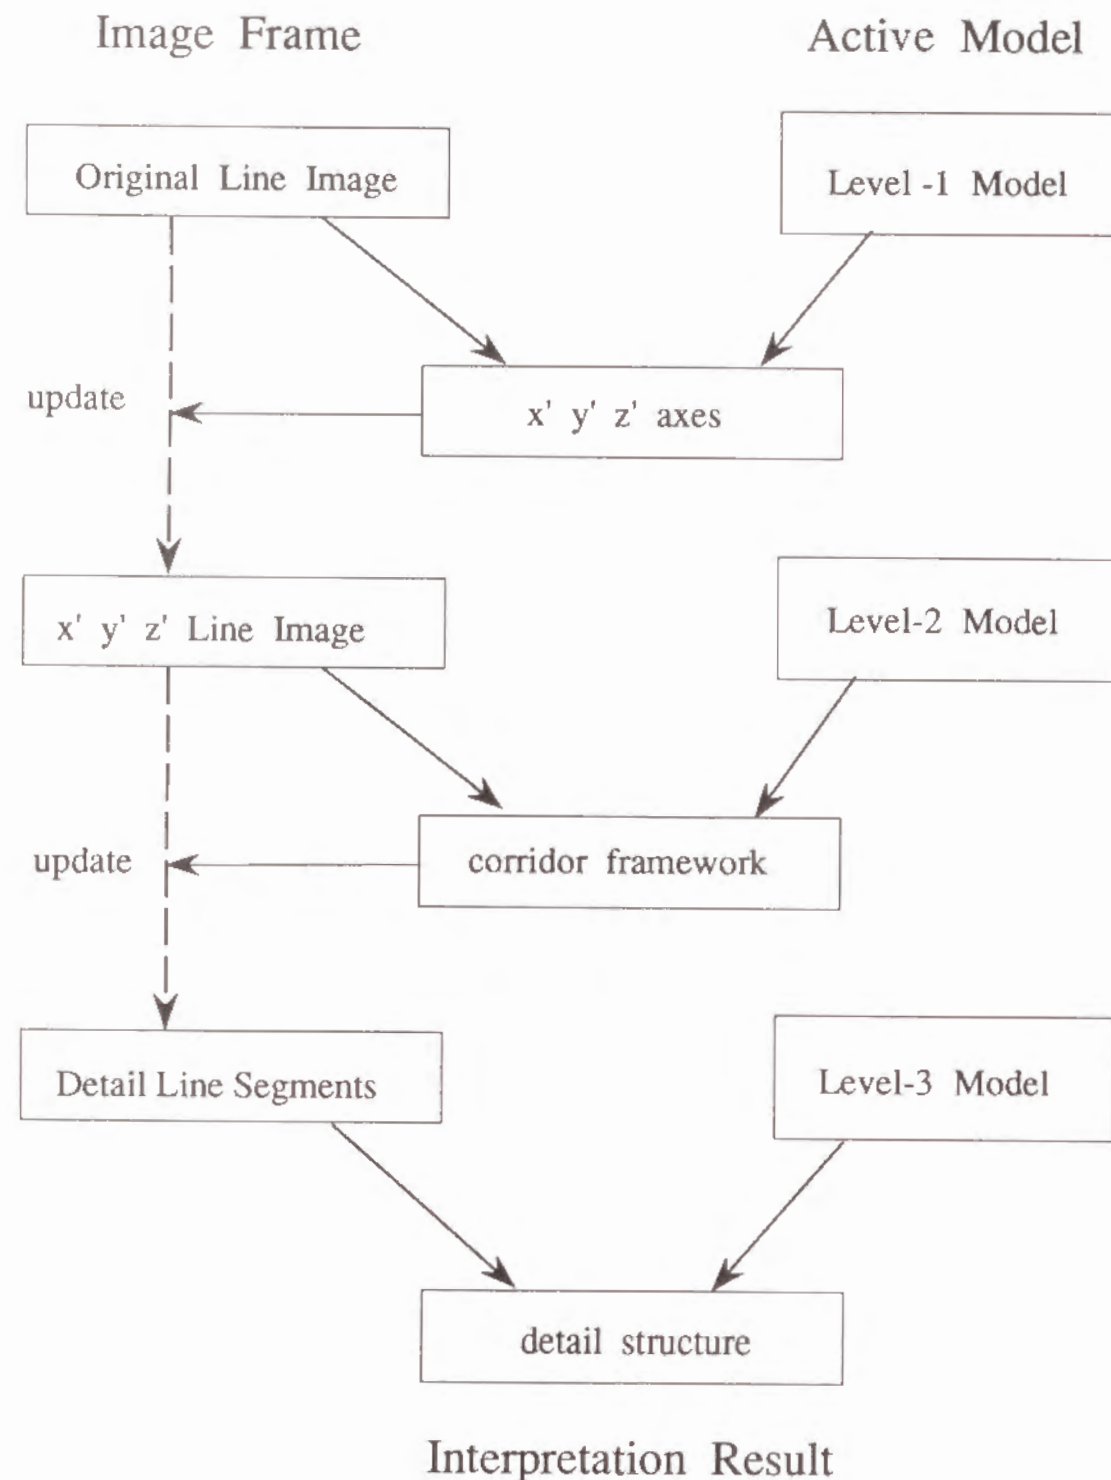 Image Frame
Active Model
Original Line Image
Level -1 Model
update
x' y' z' axes
x' y' z' Line Image
Level-2 Model
update
corridor framework
Detail Line Segments
Level-3 Model
detail structure
Interpretation Result